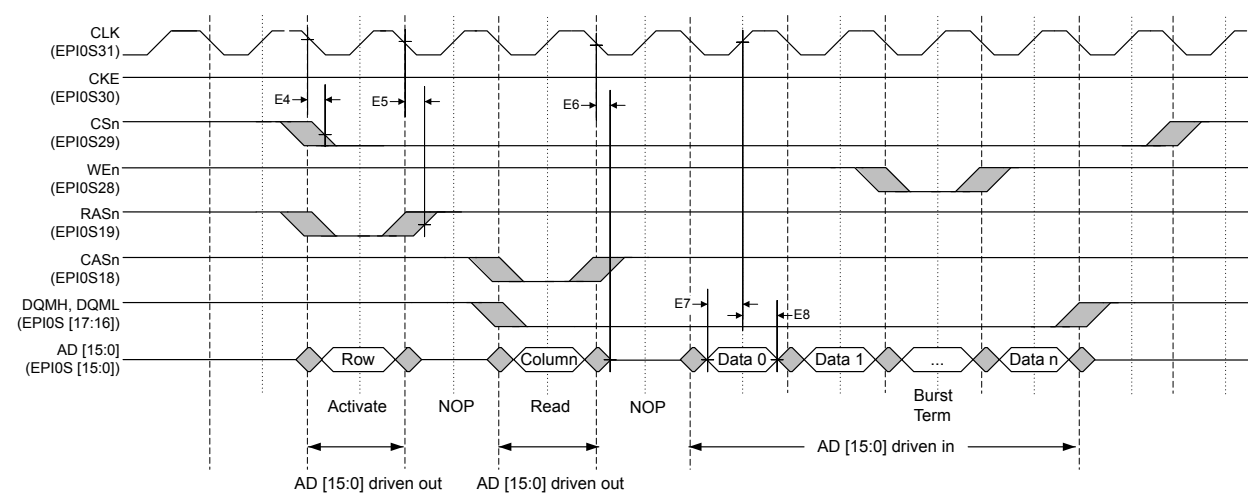 CLK
(EPI0S31)
CKE
(EPI0S30)
E4
E5
E6
CSn
(EPI0S29)
WEn
(EPI0S28)
RASn
(EPI0S19)
CASn
(EPI0S18)
DQMH, DQML
(EPI0S [17:16])
E7
E8
AD [15:0]
(EPI0S [15:0])
Row
Column
Data 0
Data 1
...
Data n
Activate
NOP
Read
NOP
Burst
Term
AD [15:0] driven in
AD [15:0] driven out
AD [15:0] driven out